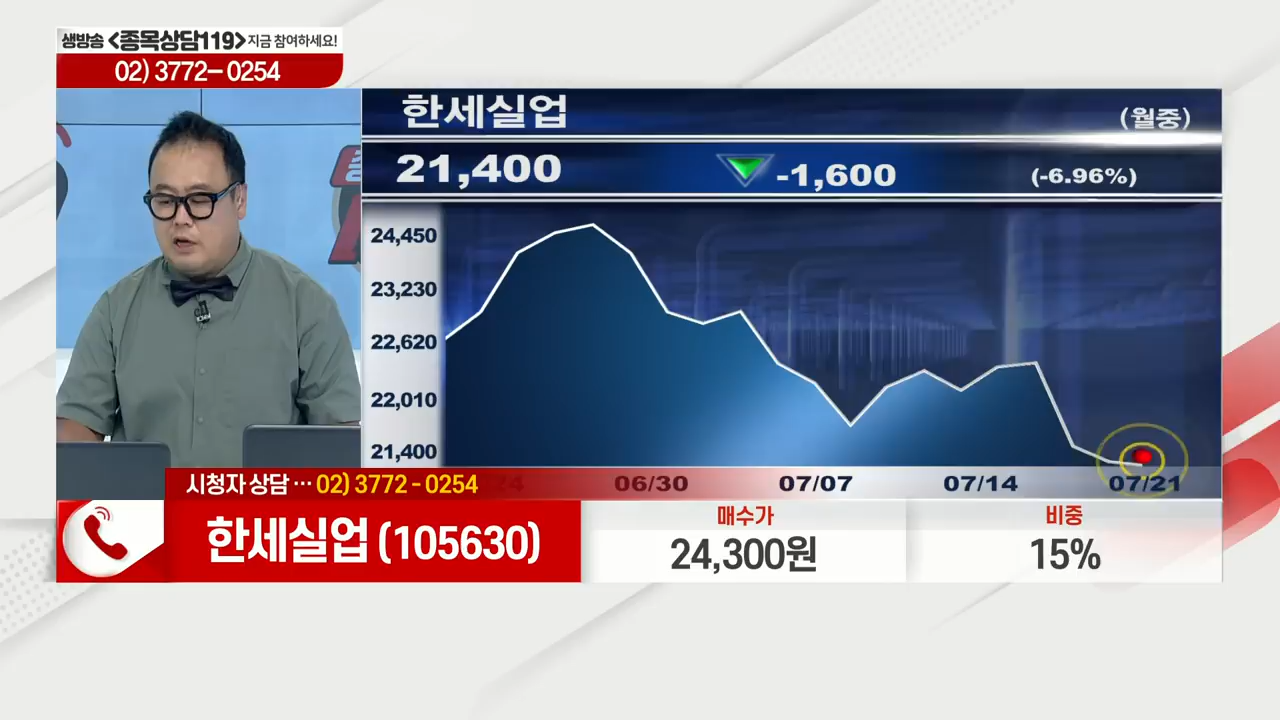 생방송 <종목상담119> 지금 참여하세요!
02) 3772-0254
한세실업
(월중)
21,400
-1,600
(-6.96%)
24,450
23,230
22,620
22,010
21,400
24
06/30
07/07
07/14
07/21
시청자 상담 … 02) 3772 - 0254
한세실업 (105630)
매수가
24,300원
비중
15%